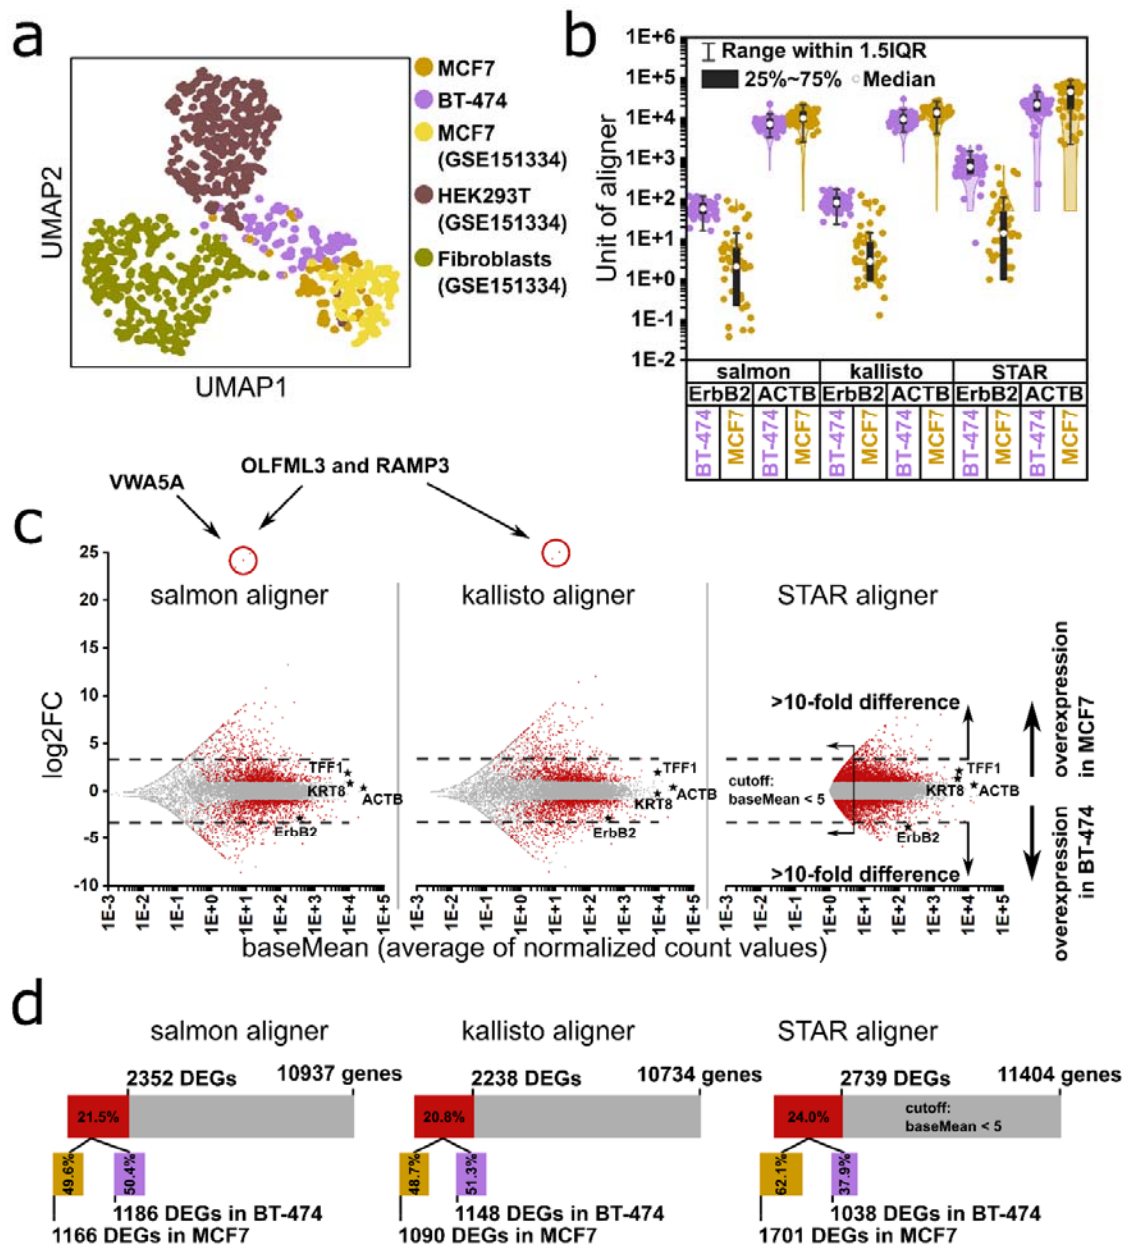 a
MCF7
BT-474
MCF7
(GSE151334)
HEK293T
(GSE151334)
Fibroblasts
(GSE151334)
UMAP2
UMAP1
b
Range within 1.5IQR
25%~75% Median
Unit of aligner
1E+6
1E+5
1E+4
1E+3
1E+2
1E+1
1E+0
1E-1
1E-2
salmon kallisto STAR
ErbB2 ACTB ErbB2 ACTB ErbB2 ACTB
BT-474 MCF7 BT-474 MCF7 BT-474 MCF7 BT-474 MCF7 BT-474 MCF7 BT-474 MCF7
VWA5A
OLFML3 and RAMP3
c
salmon aligner
kallisto aligner
STAR aligner
log2FC
25
20
15
10
5
0
-5
-10
TFF1
KRT8
ACTB
ErbB2
TFF1
KRT8
ACTB
ErbB2
>10-fold difference
cutoff:
baseMean < 5
TFF1
KRT8
ACTB
ErbB2
>10-fold difference
overexpression
in MCF7
overexpression
in BT-474
1E-3 1E-2 1E-1 1E+0 1E+1 1E+2 1E+3 1E+4 1E+5
1E-3 1E-2 1E-1 1E+0 1E+1 1E+2 1E+3 1E+4 1E+5
1E-3 1E-2 1E-1 1E+0 1E+1 1E+2 1E+3 1E+4 1E+5
baseMean (average of normalized count values)
d
salmon aligner
2352 DEGs 10937 genes
21.5%
49.6% 50.4%
1186 DEGs in BT-474
1166 DEGs in MCF7
kallisto aligner
2238 DEGs 10734 genes
20.8%
48.7% 51.3%
1148 DEGs in BT-474
1090 DEGs in MCF7
STAR aligner
2739 DEGs 11404 genes
24.0%
cutoff:
baseMean < 5
62.1% 37.9%
1038 DEGs in BT-474
1701 DEGs in MCF7